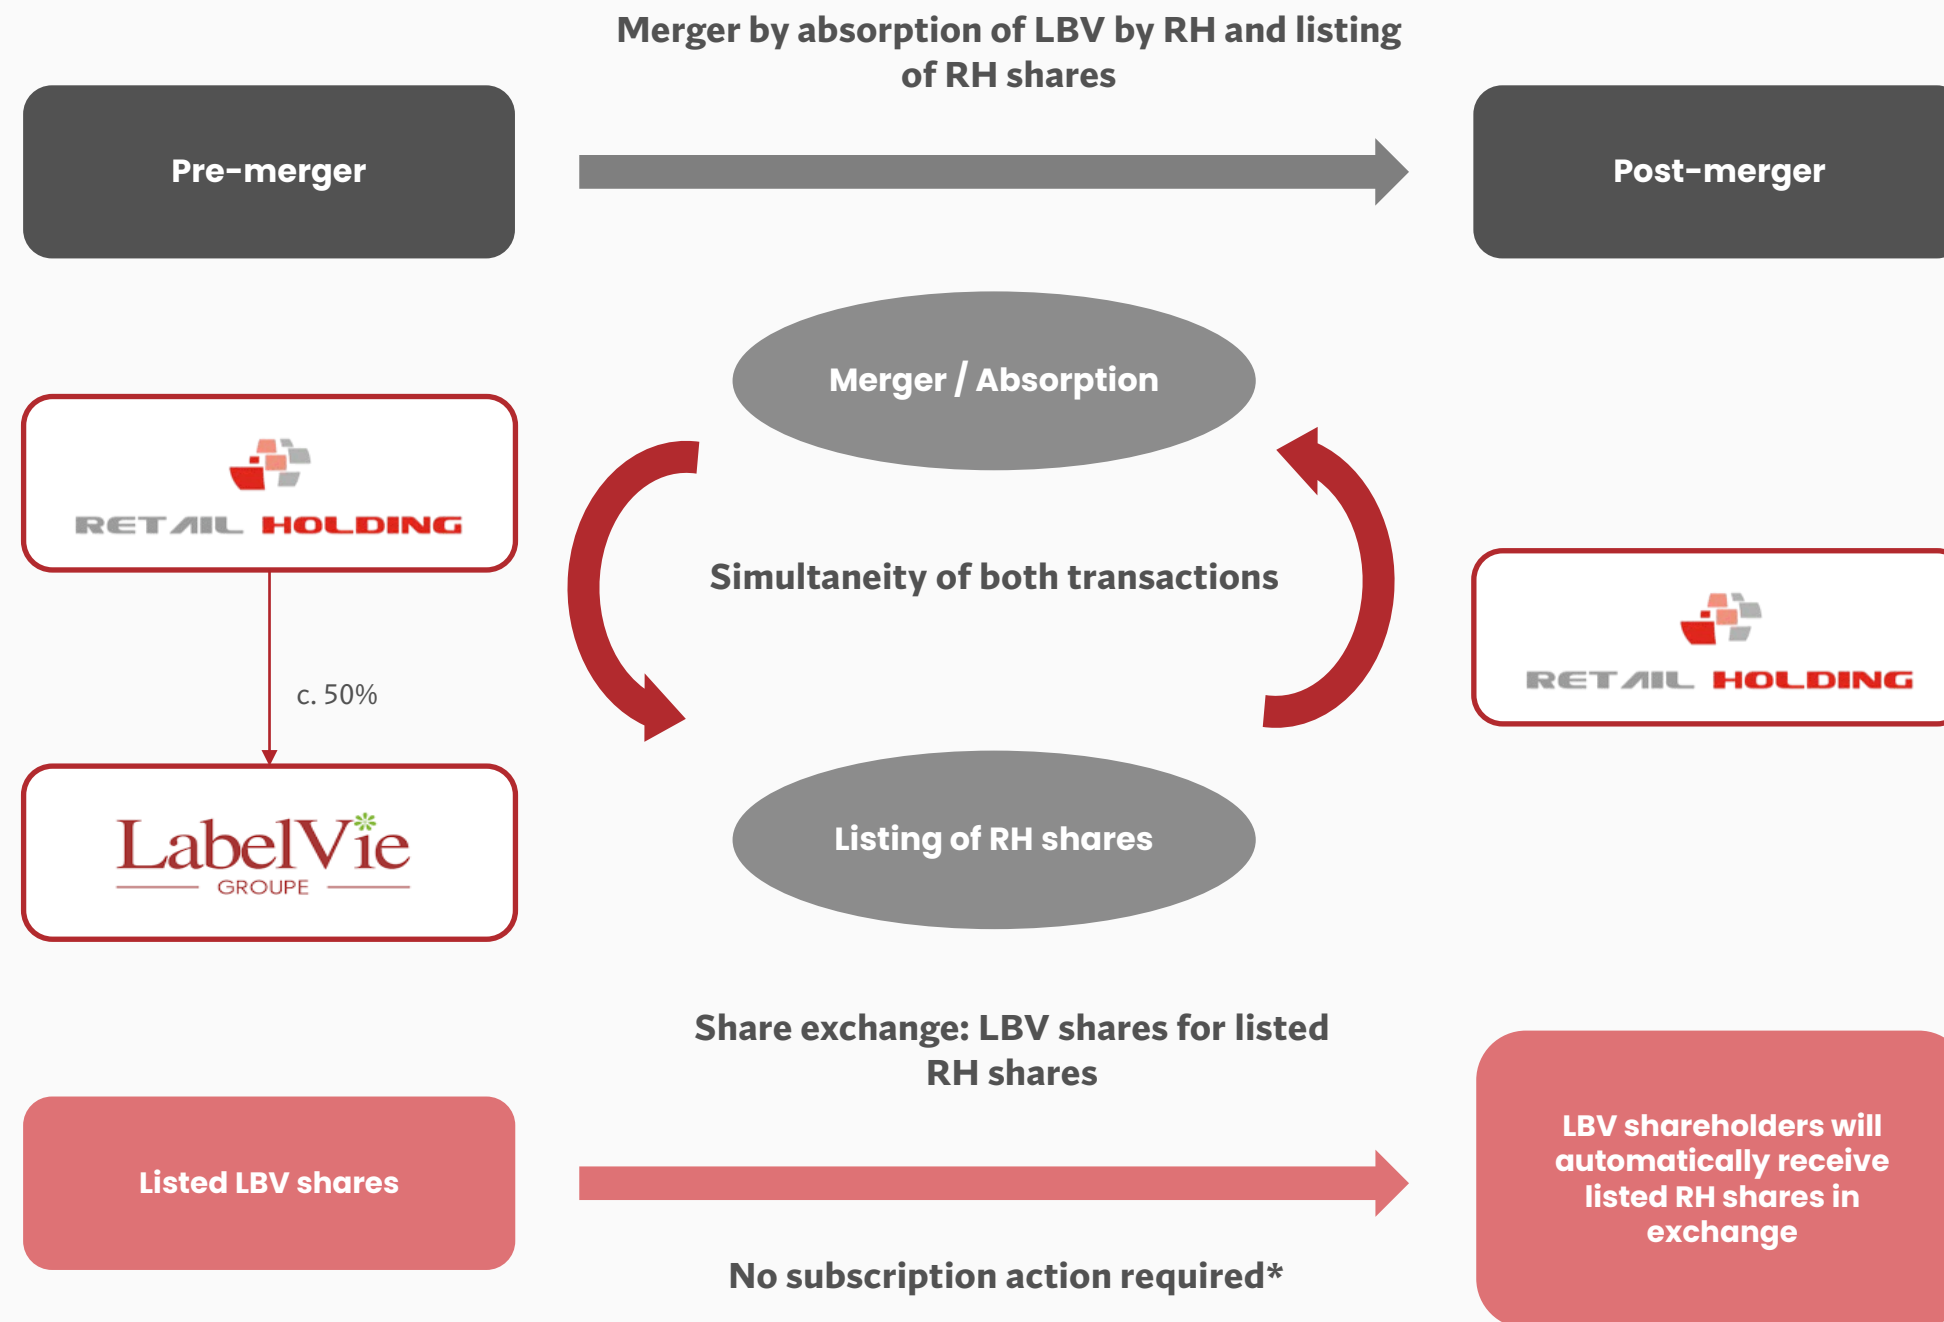 Merger by absorption of LBV by RH and listing
of RH shares
Pre-merger
Post-merger
Merger / Absorption
RETAIL HOLDING
Simultaneity of both transactions
RETAIL HOLDING
c. 50%
LabelVie
GROUPE
Listing of RH shares
Share exchange: LBV shares for listed
RH shares
Listed LBV shares
LBV shareholders will
automatically receive
listed RH shares in
exchange
No subscription action required*